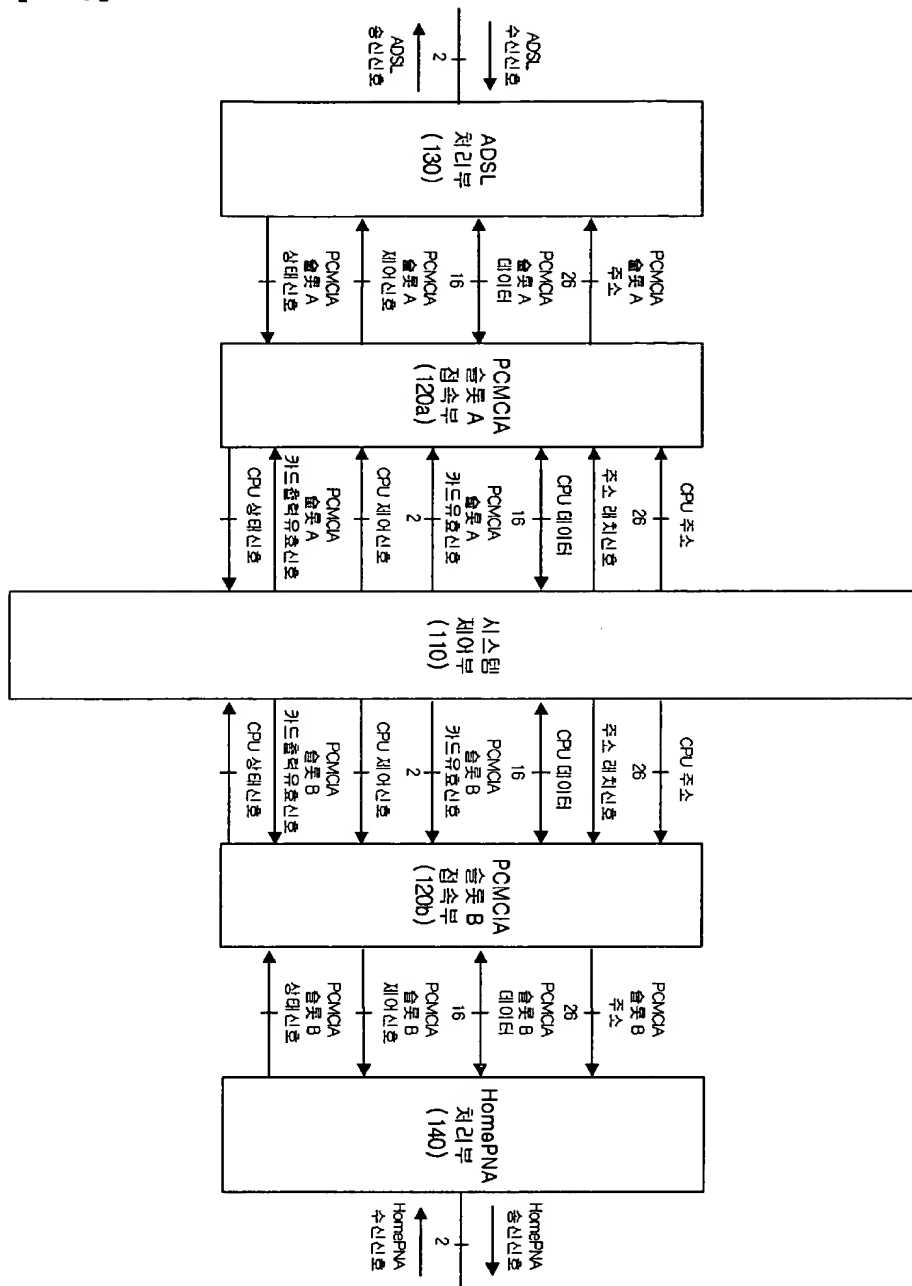 ADSL
수신신호
2
ADSL
송신신호
ADSL
처리부
(130)
PCMCIA
슬롯 A
주소
26
PCMCIA
슬롯 A
데이터
16
PCMCIA
슬롯 A
제어신호
PCMCIA
슬롯 A
상태신호
PCMCIA
슬롯 A
접속부
(120a)
CPU 주소
26
주소 래치신호
CPU 데이터
16
PCMCIA
슬롯 A
카드유효신호
2
CPU 제어신호
PCMCIA
슬롯 A
카드출력유효신호
CPU 상태신호
시스템
제어부
(110)
CPU 주소
26
주소 래치신호
CPU 데이터
16
PCMCIA
슬롯 B
카드유효신호
2
CPU 제어신호
PCMCIA
슬롯 B
카드출력유효신호
CPU 상태신호
PCMCIA
슬롯 B
접속부
(120b)
PCMCIA
슬롯 B
주소
26
PCMCIA
슬롯 B
데이터
16
PCMCIA
슬롯 B
제어신호
PCMCIA
슬롯 B
상태신호
HomePNA
처리부
(140)
HomePNA
송신신호
2
HomePNA
수신신호